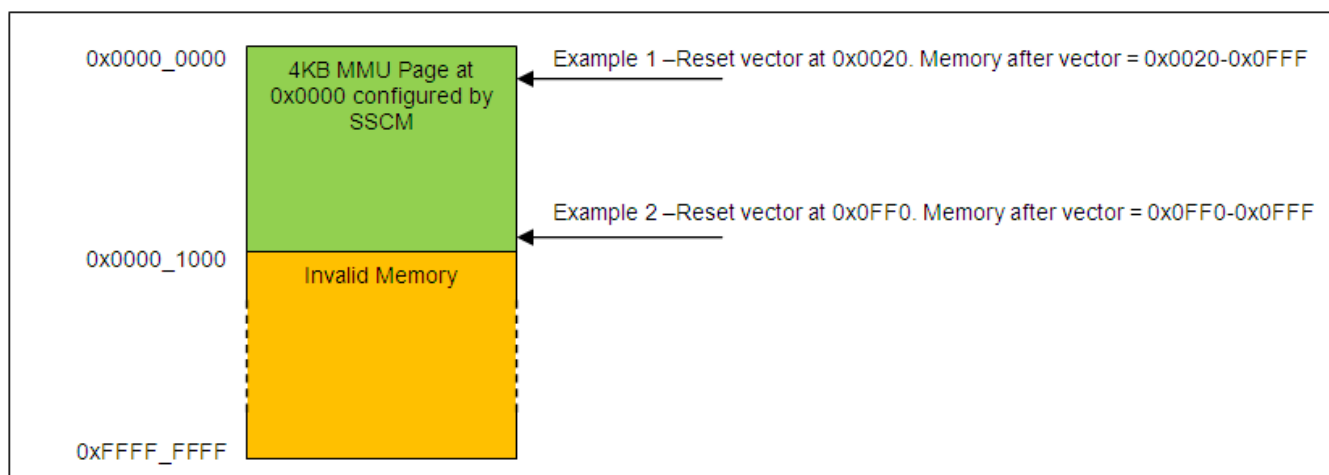 0x0000_0000
4KB MMU Page at
0x0000 configured by
SSCM
Example 1 –Reset vector at 0x0020. Memory after vector = 0x0020-0x0FFF
Example 2 –Reset vector at 0x0FF0. Memory after vector = 0x0FF0-0x0FFF
0x0000_1000
Invalid Memory
0xFFFF_FFFF